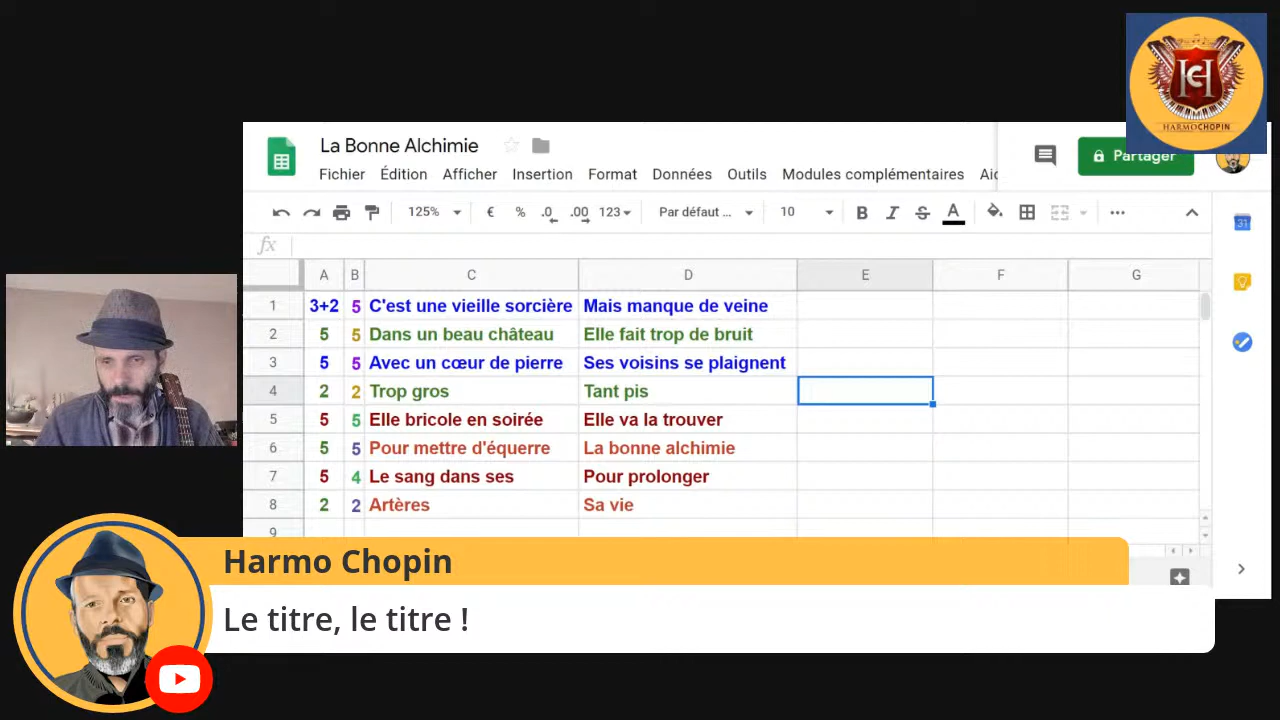 HC
HARMOCHOPIN
La Bonne Alchimie
Partager
Fichier Édition Afficher Insertion Format Données Outils Modules complémentaires Aid
125% € % .0 .00 123 Par défaut ... 10 B I S A ...
31
fx
A B C D E F G
1 3+2 5 C'est une vieille sorcière Mais manque de veine
2 5 5 Dans un beau château Elle fait trop de bruit
3 5 5 Avec un cœur de pierre Ses voisins se plaignent
4 2 2 Trop gros Tant pis
5 5 5 Elle bricole en soirée Elle va la trouver
6 5 5 Pour mettre d'équerre La bonne alchimie
7 5 4 Le sang dans ses Pour prolonger
8 2 2 Artères Sa vie
9
Harmo Chopin
Le titre, le titre !